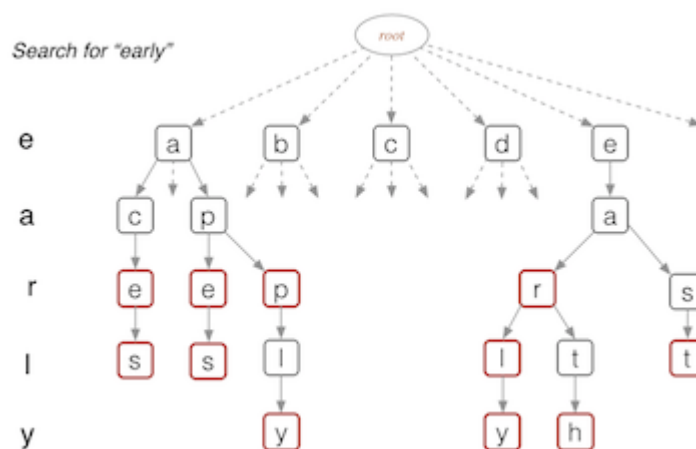 root
Search for “early”
e a b c d e
a c p a
r e e p r s
l s s l l t t
y y y h